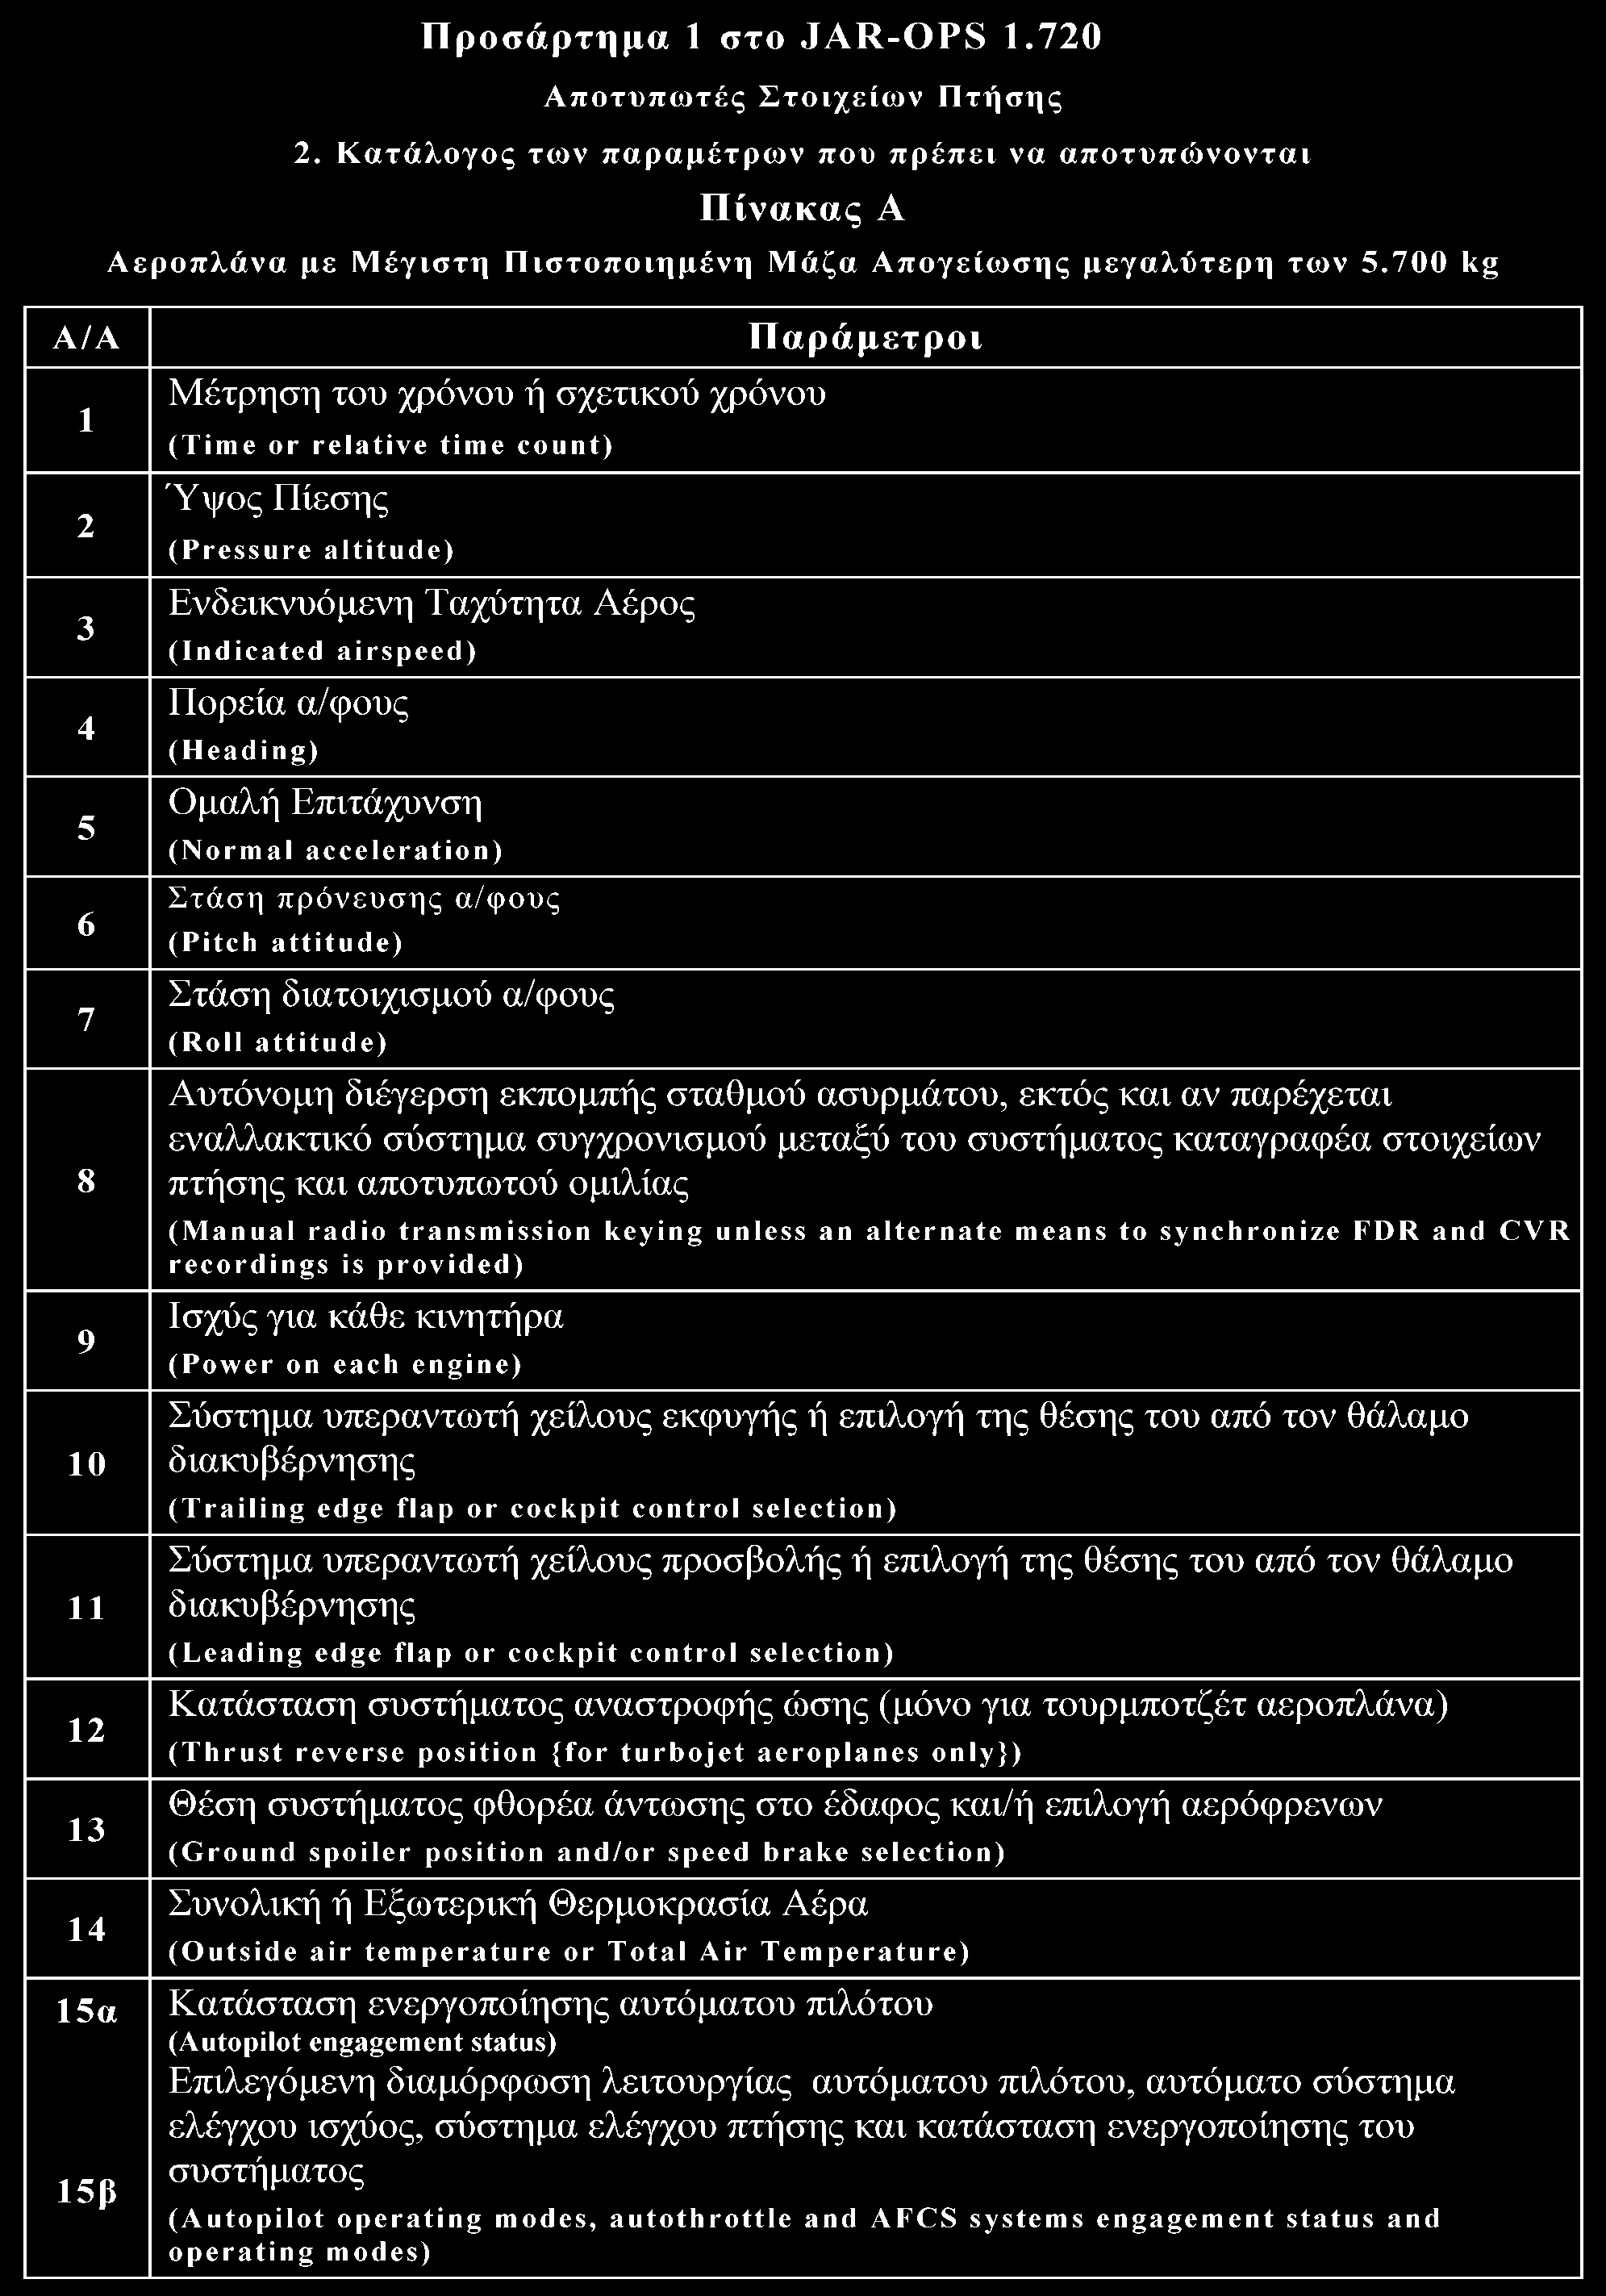 Προσάρτημα 1 στο JAR-OPS 1.720
Αποτυπωτές Στοιχείων Πτήσης
2. Κατάλογος των παραμέτρων που πρέπει να αποτυπώνονται
Πίνακας Α
Αεροπλάνα με Μέγιστη Πιστοποιημένη Μάζα Απογείωσης μεγαλύτερη των 5.700 kg
Α/Α Παράμετροι
1
Μέτρηση του χρόνου ή σχετικού χρόνου
(Time or relative time count)
2
Ύψος Πίεσης
(Pressure altitude)
3
Ενδεικνυόμενη Ταχύτητα Αέρος
(Indicated airspeed)
4
Πορεία α/φους
(Heading)
5
Ομαλή Επιτάχυνση
(Normal acceleration)
6
Στάση πρόνευσης α/φους
(Pitch attitude)
7
Στάση διατοιχισμού α/φους
(Roll attitude)
8
Αυτόνομη διέγερση εκπομπής σταθμού ασυρμάτου, εκτός και αν παρέχεται
εναλλακτικό σύστημα συγχρονισμού μεταξύ του συστήματος καταγραφέα στοιχείων
πτήσης και αποτυπωτού ομιλίας
(Manual radio transmission keying unless an alternate means to synchronize FDR and CVR
recordings is provided)
9
Ισχύς για κάθε κινητήρα
(Power on each engine)
10
Σύστημα υπεραντωτή χείλους εκφυγής ή επιλογή της θέσης του από τον θάλαμο
διακυβέρνησης
(Trailing edge flap or cockpit control selection)
11
Σύστημα υπεραντωτή χείλους προσβολής ή επιλογή της θέσης του από τον θάλαμο
διακυβέρνησης
(Leading edge flap or cockpit control selection)
12
Κατάσταση συστήματος αναστροφής ώσης (μόνο για τουρμποτζέτ αεροπλάνα)
(Thrust reverse position {for turbojet aeroplanes only})
13
Θέση συστήματος φθορέα άντωσης στο έδαφος και/ή επιλογή αερόφρενων
(Ground spoiler position and/or speed brake selection)
14
Συνολική ή Εξωτερική Θερμοκρασία Αέρα
(Outside air temperature or Total Air Temperature)
15α
Κατάσταση ενεργοποίησης αυτόματου πιλότου
(Autopilot engagement status)
15β
Επιλεγόμενη διαμόρφωση λειτουργίας αυτόματου πιλότου, αυτόματο σύστημα
ελέγχου ισχύος, σύστημα ελέγχου πτήσης και κατάσταση ενεργοποίησης του
συστήματος
(Autopilot operating modes, autothrottle and AFCS systems engagement status and
operating modes)